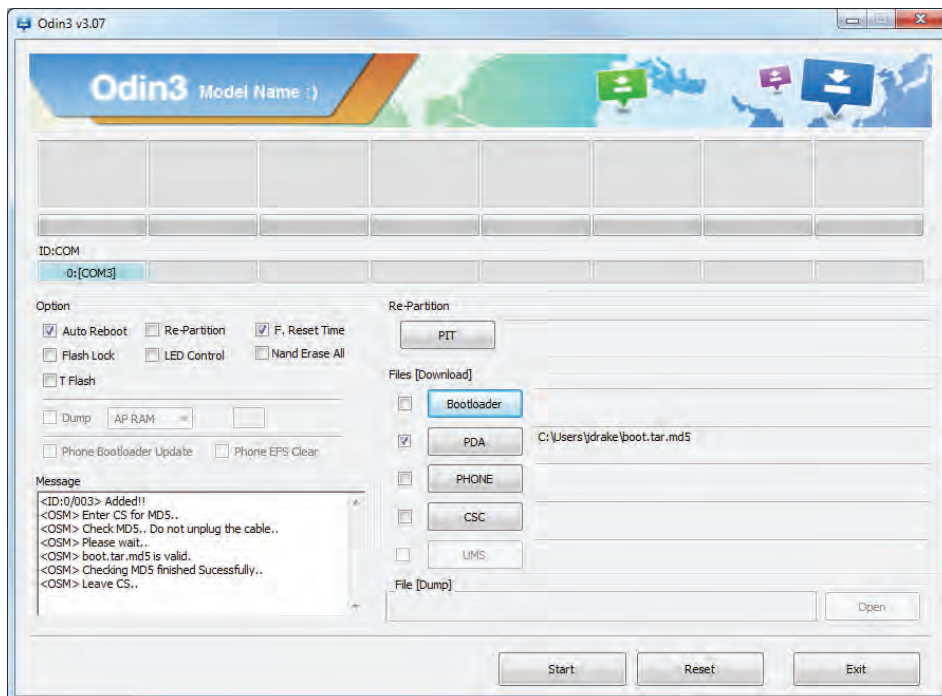 Odin3 v3.07
Odin3 Model Name :)
ID:COM
0:[COM3]
Option
Auto Reboot Re-Partition F. Reset Time
Flash Lock LED Control Nand Erase All
T Flash
Dump AP RAM
Phone Bootloader Update Phone EFS Clear
Message
<ID:0/003> Added!!
<OSM> Enter CS for MD5..
<OSM> Check MD5.. Do not unplug the cable..
<OSM> Please wait..
<OSM> boot.tar.md5 is valid.
<OSM> Checking MD5 finished Sucessfully..
<OSM> Leave CS..
Re-Partition
PIT
Files [Download]
Bootloader
PDA C:\Users\jdrake\boot.tar.md5
PHONE
CSC
UMS
File [Dump]
Open
Start Reset Exit